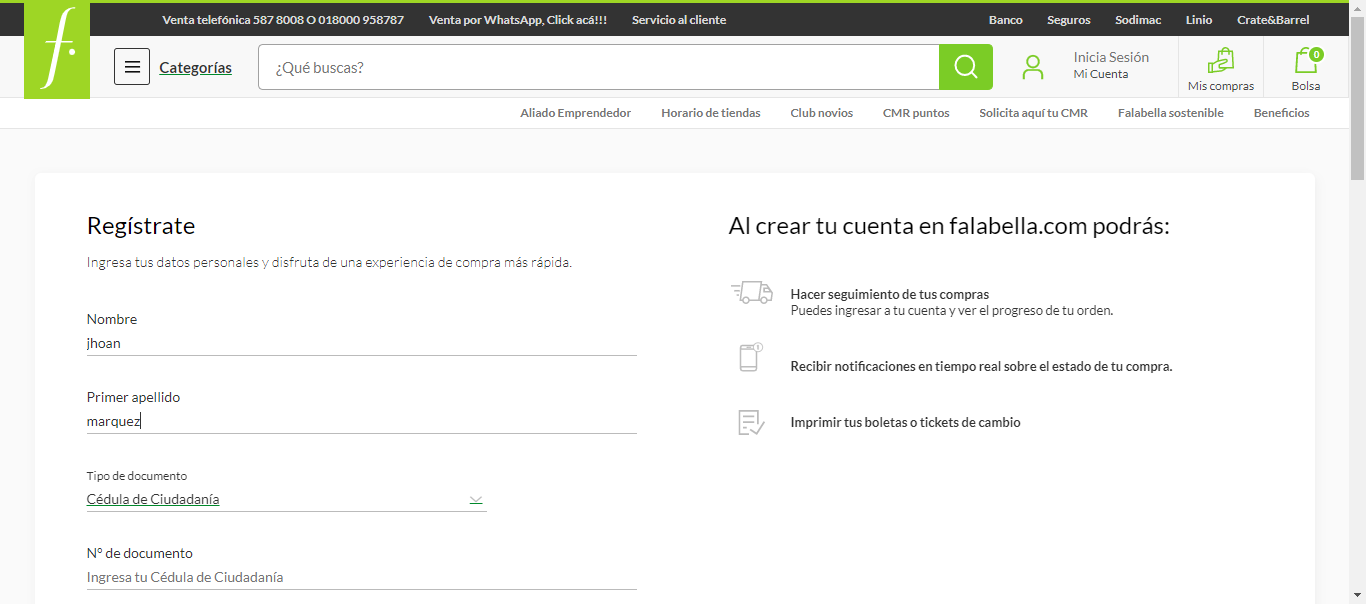 Venta telefónica 587 8008 O 018000 958787 Venta por WhatsApp, Click acá!!! Servicio al cliente Banco Seguros Sodimac Linio Crate&Barrel
f.
Categorías ¿Qué buscas? Inicia Sesión
Mi Cuenta
Mis compras
0
Bolsa
Aliado Emprendedor Horario de tiendas Club novios CMR puntos Solicita aquí tu CMR Falabella sostenible Beneficios
Regístrate
Ingresa tus datos personales y disfruta de una experiencia de compra más rápida.
Nombre
jhoan
Primer apellido
marquez
Tipo de documento
Cédula de Ciudadanía
N° de documento
Ingresa tu Cédula de Ciudadanía
Al crear tu cuenta en falabella.com podrás:
Hacer seguimiento de tus compras
Puedes ingresar a tu cuenta y ver el progreso de tu orden.
Recibir notificaciones en tiempo real sobre el estado de tu compra.
Imprimir tus boletas o tickets de cambio